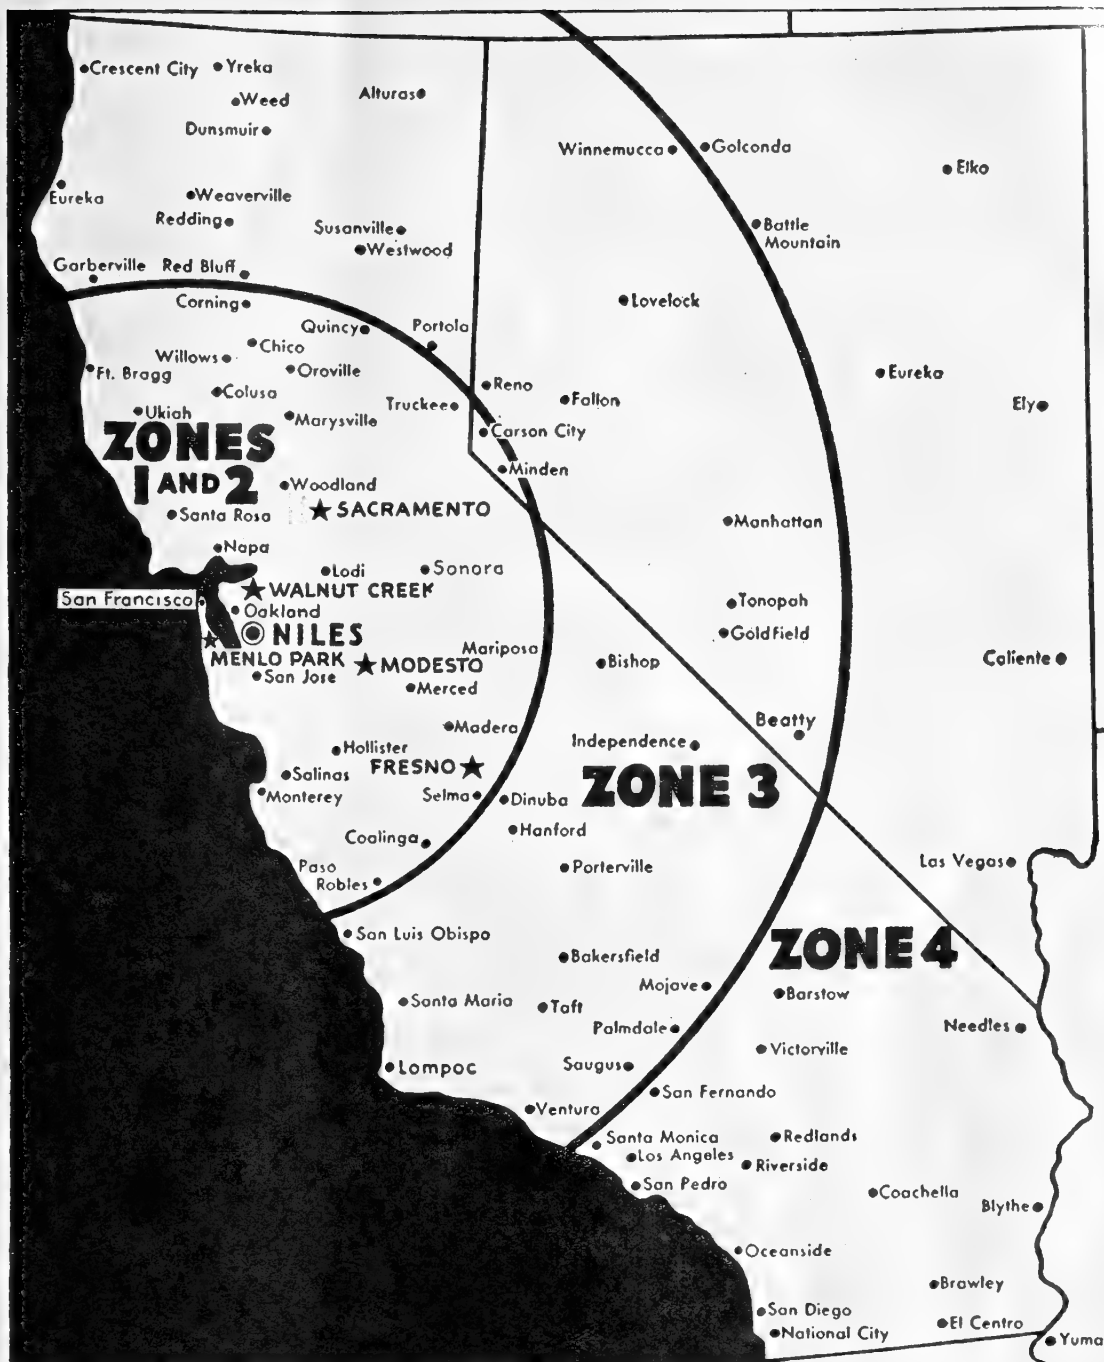 Crescent City
Yreka
Weed
Alturas
Dunsmuir
Winnemucca
Golconda
Elko
Eureka
Weaverville
Redding
Susanville
Westwood
Battle
Mountain
Garberville
Red Bluff
Corning
Lovelock
Quincy
Portola
Chico
Willows
Ft. Bragg
Oroville
Reno
Eureka
Colusa
Truckee
Fallon
Ely
Ukiah
Marysville
Carson City
ZONES
1 AND 2
Minden
Woodland
Santa Rosa
SACRAMENTO
Manhattan
Napa
Lodi
Sonora
WALNUT CREEK
San Francisco
Oakland
Tonopah
NILES
Goldfield
MENLO PARK
MODESTO
Mariposa
Bishop
Caliente
San Jose
Merced
Madera
Beatty
Hollister
Independence
FRESNO
Salinas
Monterey
Selma
Dinuba
ZONE 3
Hanford
Coalinga
Paso
Robles
Porterville
Las Vegas
San Luis Obispo
ZONE 4
Bakersfield
Mojave
Barstow
Santa Maria
Taft
Palmdale
Needles
Victorville
Lompoc
Saugus
San Fernando
Ventura
Santa Monica
Los Angeles
Redlands
Riverside
San Pedro
Coachella
Blythe
Oceanside
Brawley
San Diego
El Centro
National City
Yuma